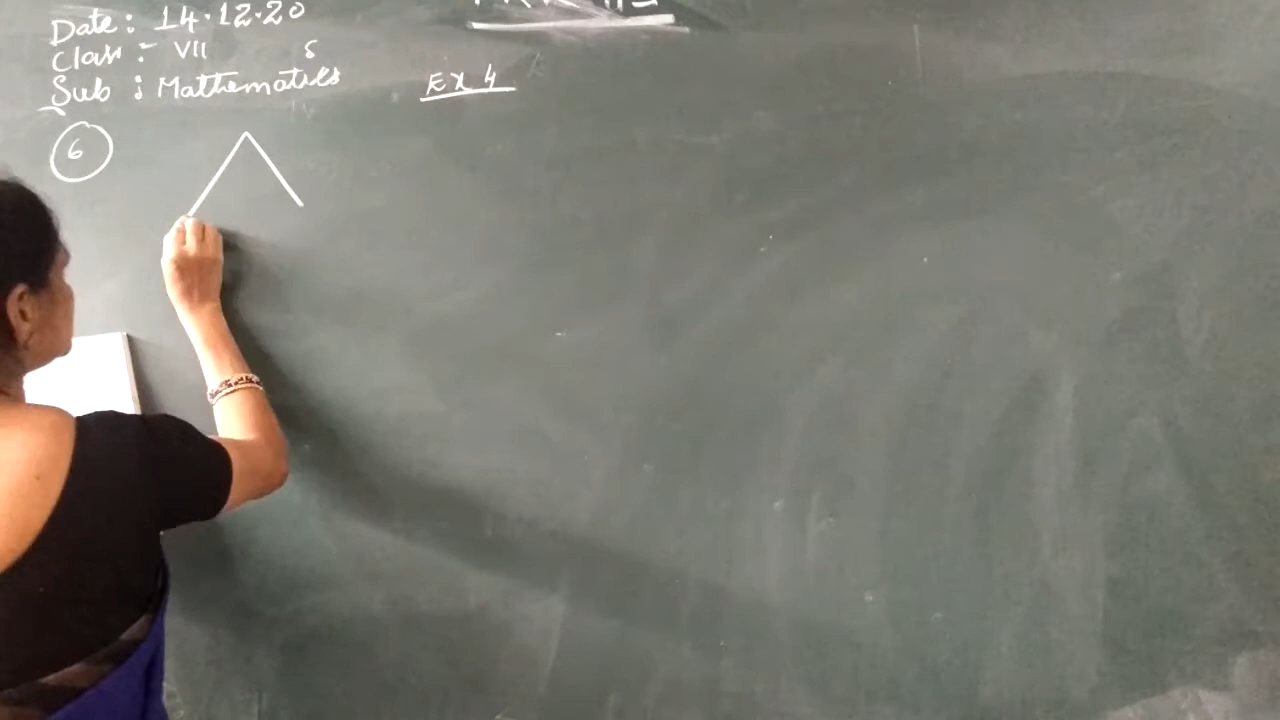 Date : 14.12.20
Class :- VII S
Sub : Mathematics
Ex 4
6